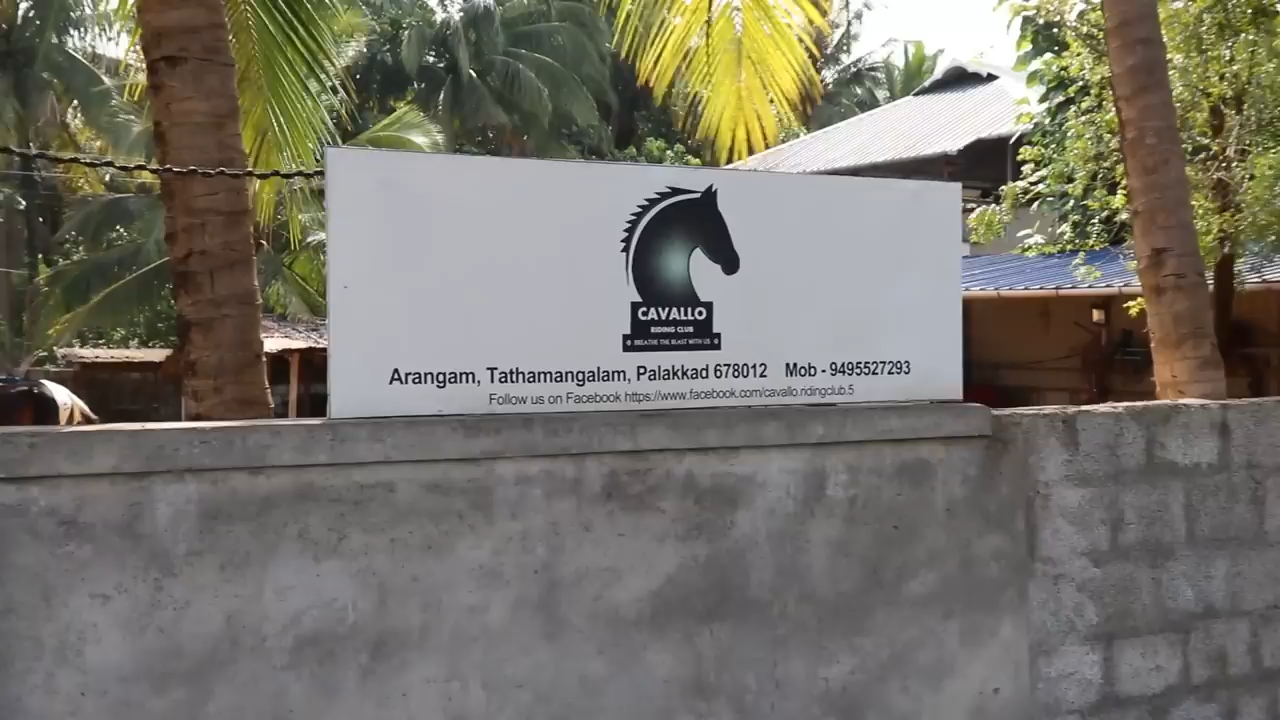 CAVALLO
RIDING CLUB
BREATHE THE BEAST WITH US
Arangam, Tathamangalam, Palakkad 678012 Mob - 9495527293
Follow us on Facebook https://www.facebook.com/cavallo.ridingclub.5